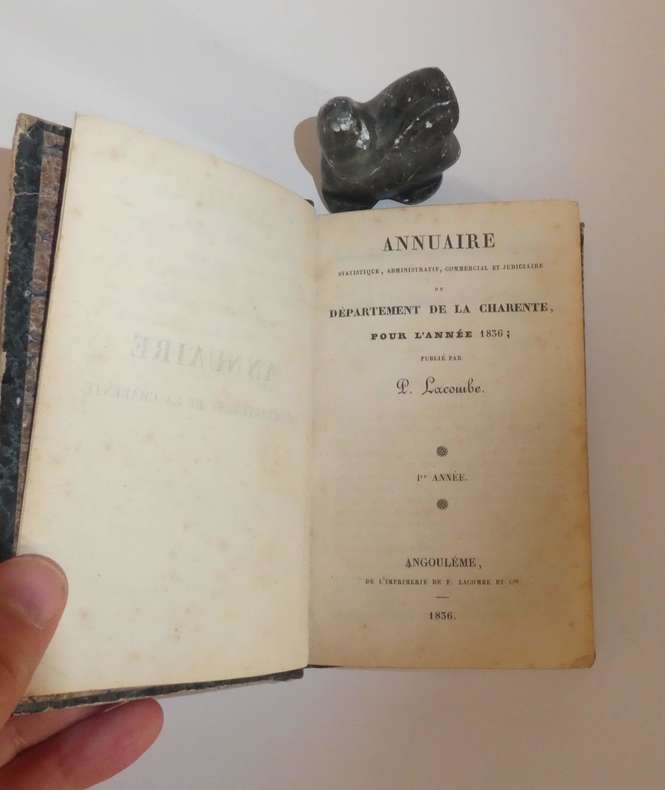 ANNUAIRE
STATISTIQUE, ADMINISTRATIF, COMMERCIAL ET JUDICIAIRE
DU
DÉPARTEMENT DE LA CHARENTE,
POUR L'ANNÉE 1836;
PUBLIÉ PAR
P. Lacombe.
1re ANNÉE.
ANGOULÊME,
DE L'IMPRIMERIE DE P. LACOMBE ET Cie
1836.